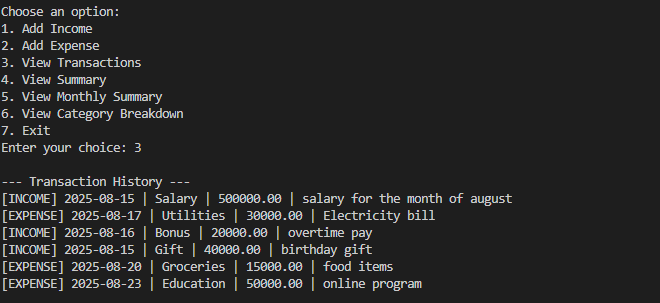 Choose an option:
1. Add Income
2. Add Expense
3. View Transactions
4. View Summary
5. View Monthly Summary
6. View Category Breakdown
7. Exit
Enter your choice: 3
--- Transaction History ---
[INCOME] 2025-08-15 | Salary | 500000.00 | salary for the month of august
[EXPENSE] 2025-08-17 | Utilities | 30000.00 | Electricity bill
[INCOME] 2025-08-16 | Bonus | 20000.00 | overtime pay
[INCOME] 2025-08-15 | Gift | 40000.00 | birthday gift
[EXPENSE] 2025-08-20 | Groceries | 15000.00 | food items
[EXPENSE] 2025-08-23 | Education | 50000.00 | online program